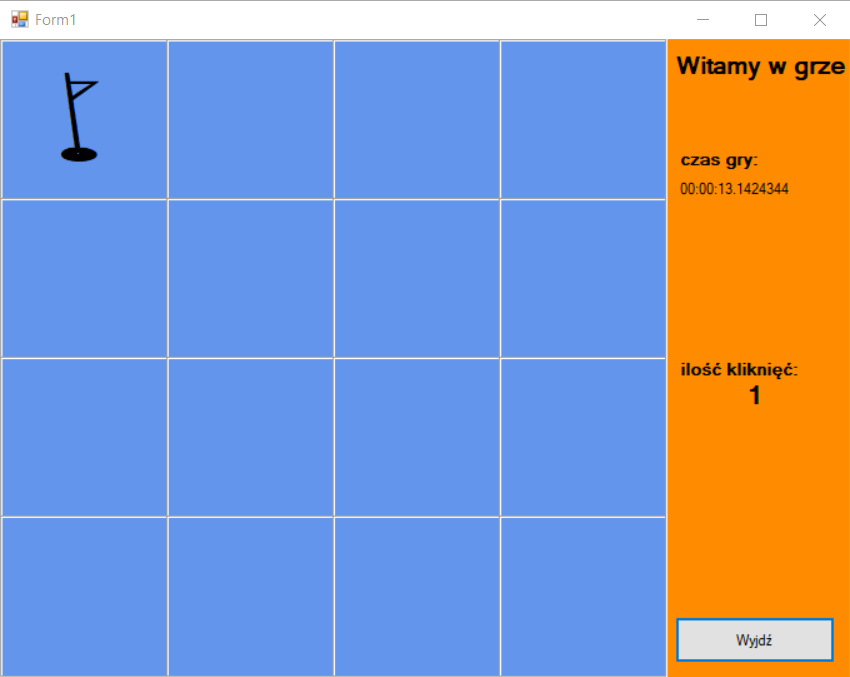 Form1
Witamy w grze
czas gry:
00:00:13.1424344
ilość kliknięć:
1
Wyjdź